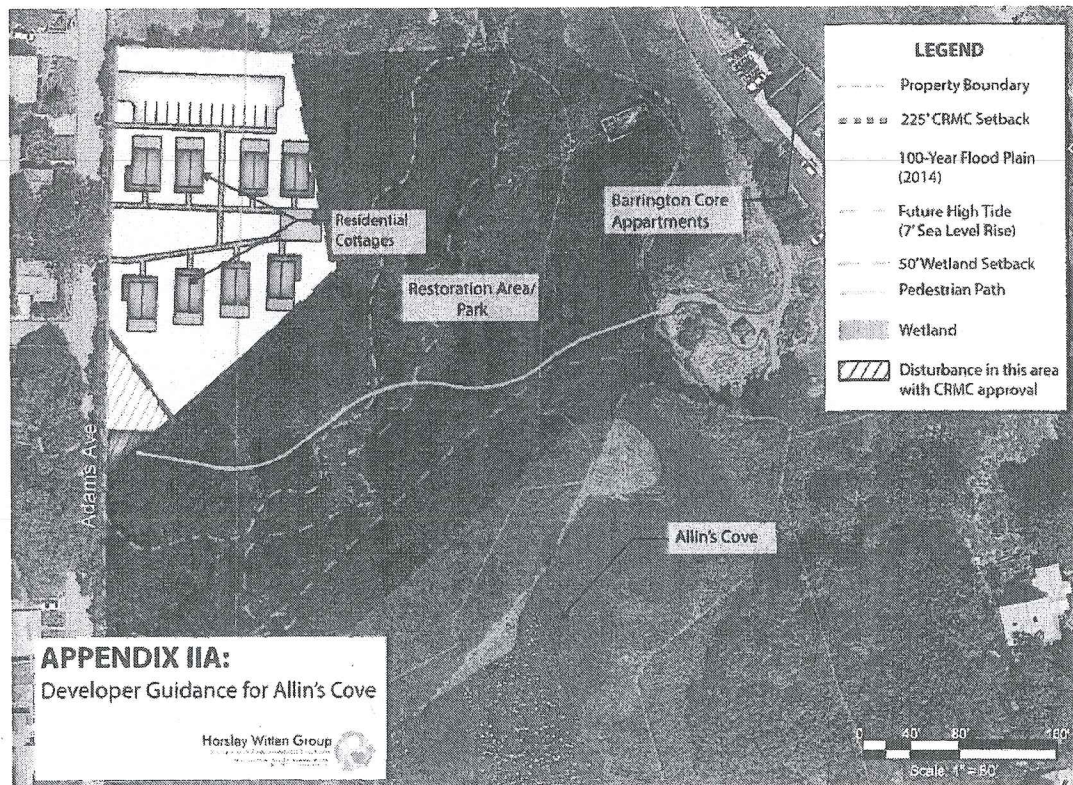 LEGEND
Property Boundary
225' CRMC Setback
100-Year Flood Plain
(2014)
Future High Tide
(7' Sea Level Rise)
50' Wetland Setback
Pedestrian Path
Wetland
Disturbance in this area
with CRMC approval
Barrington Core
Appartments
Residential
Cottages
Restoration Area/
Park
Adams Ave
Allin's Cove
APPENDIX IIA:
Developer Guidance for Allin's Cove
Horsley Witten Group
0 40' 80' 160'
Scale: 1" = 80'